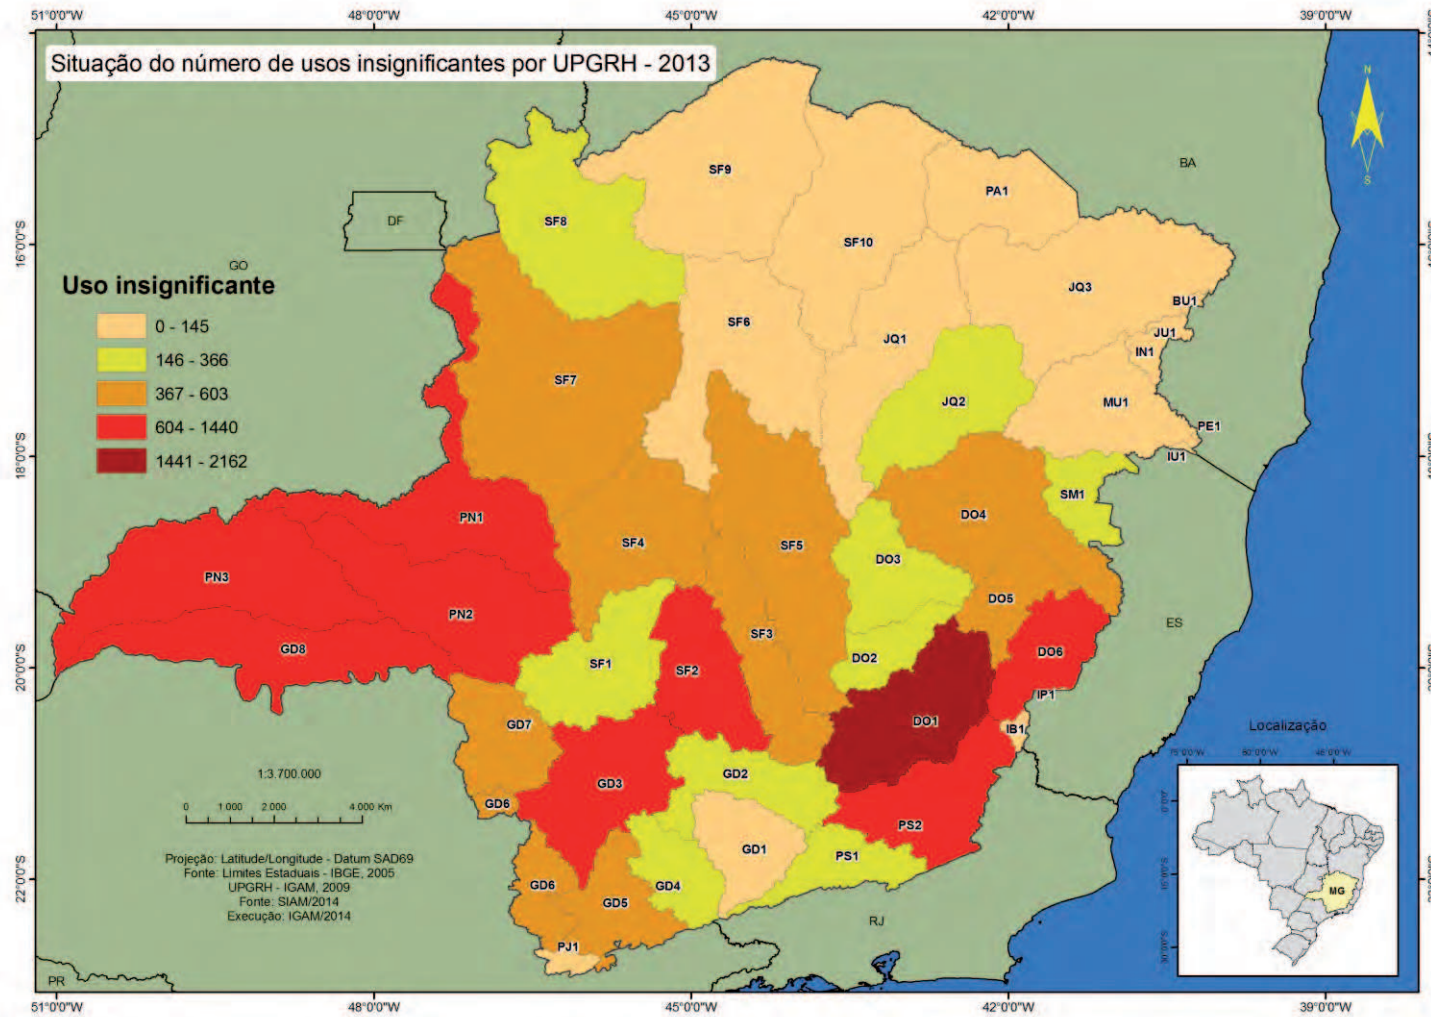 51°0'0"W 48°0'0"W 45°0'0"W 42°0'0"W 39°0'0"W
Situação do número de usos insignificantes por UPGRH - 2013
N
S
BA
DF
GO
ES
RJ
PR
16°0'0"S
18°0'0"S
20°0'0"S
22°0'0"S
Uso insignificante
0 - 145
146 - 366
367 - 603
604 - 1440
1441 - 2162
SF9
PA1
SF8
SF10
JQ3
BU1
SF6
JQ1
JU1
IN1
SF7
JQ2
MU1
PE1
IU1
SM1
PN1
DO4
SF4
SF5
DO3
PN3
DO5
PN2
SF3
GD8
SF1
SF2
DO2
DO6
IP1
GD7
DO1
IB1
GD2
GD3
GD6
PS2
GD1
PS1
GD6
GD4
GD5
PJ1
1:3.700.000
0 1 000 2 000 4 000 Km
Projeção: Latitude/Longitude - Datum SAD69
Fonte: Limites Estaduais - IBGE, 2005
UPGRH - IGAM, 2009
Fonte: SIAM/2014
Execução: IGAM/2014
Localização
MG
51°0'0"W 48°0'0"W 45°0'0"W 42°0'0"W 39°0'0"W